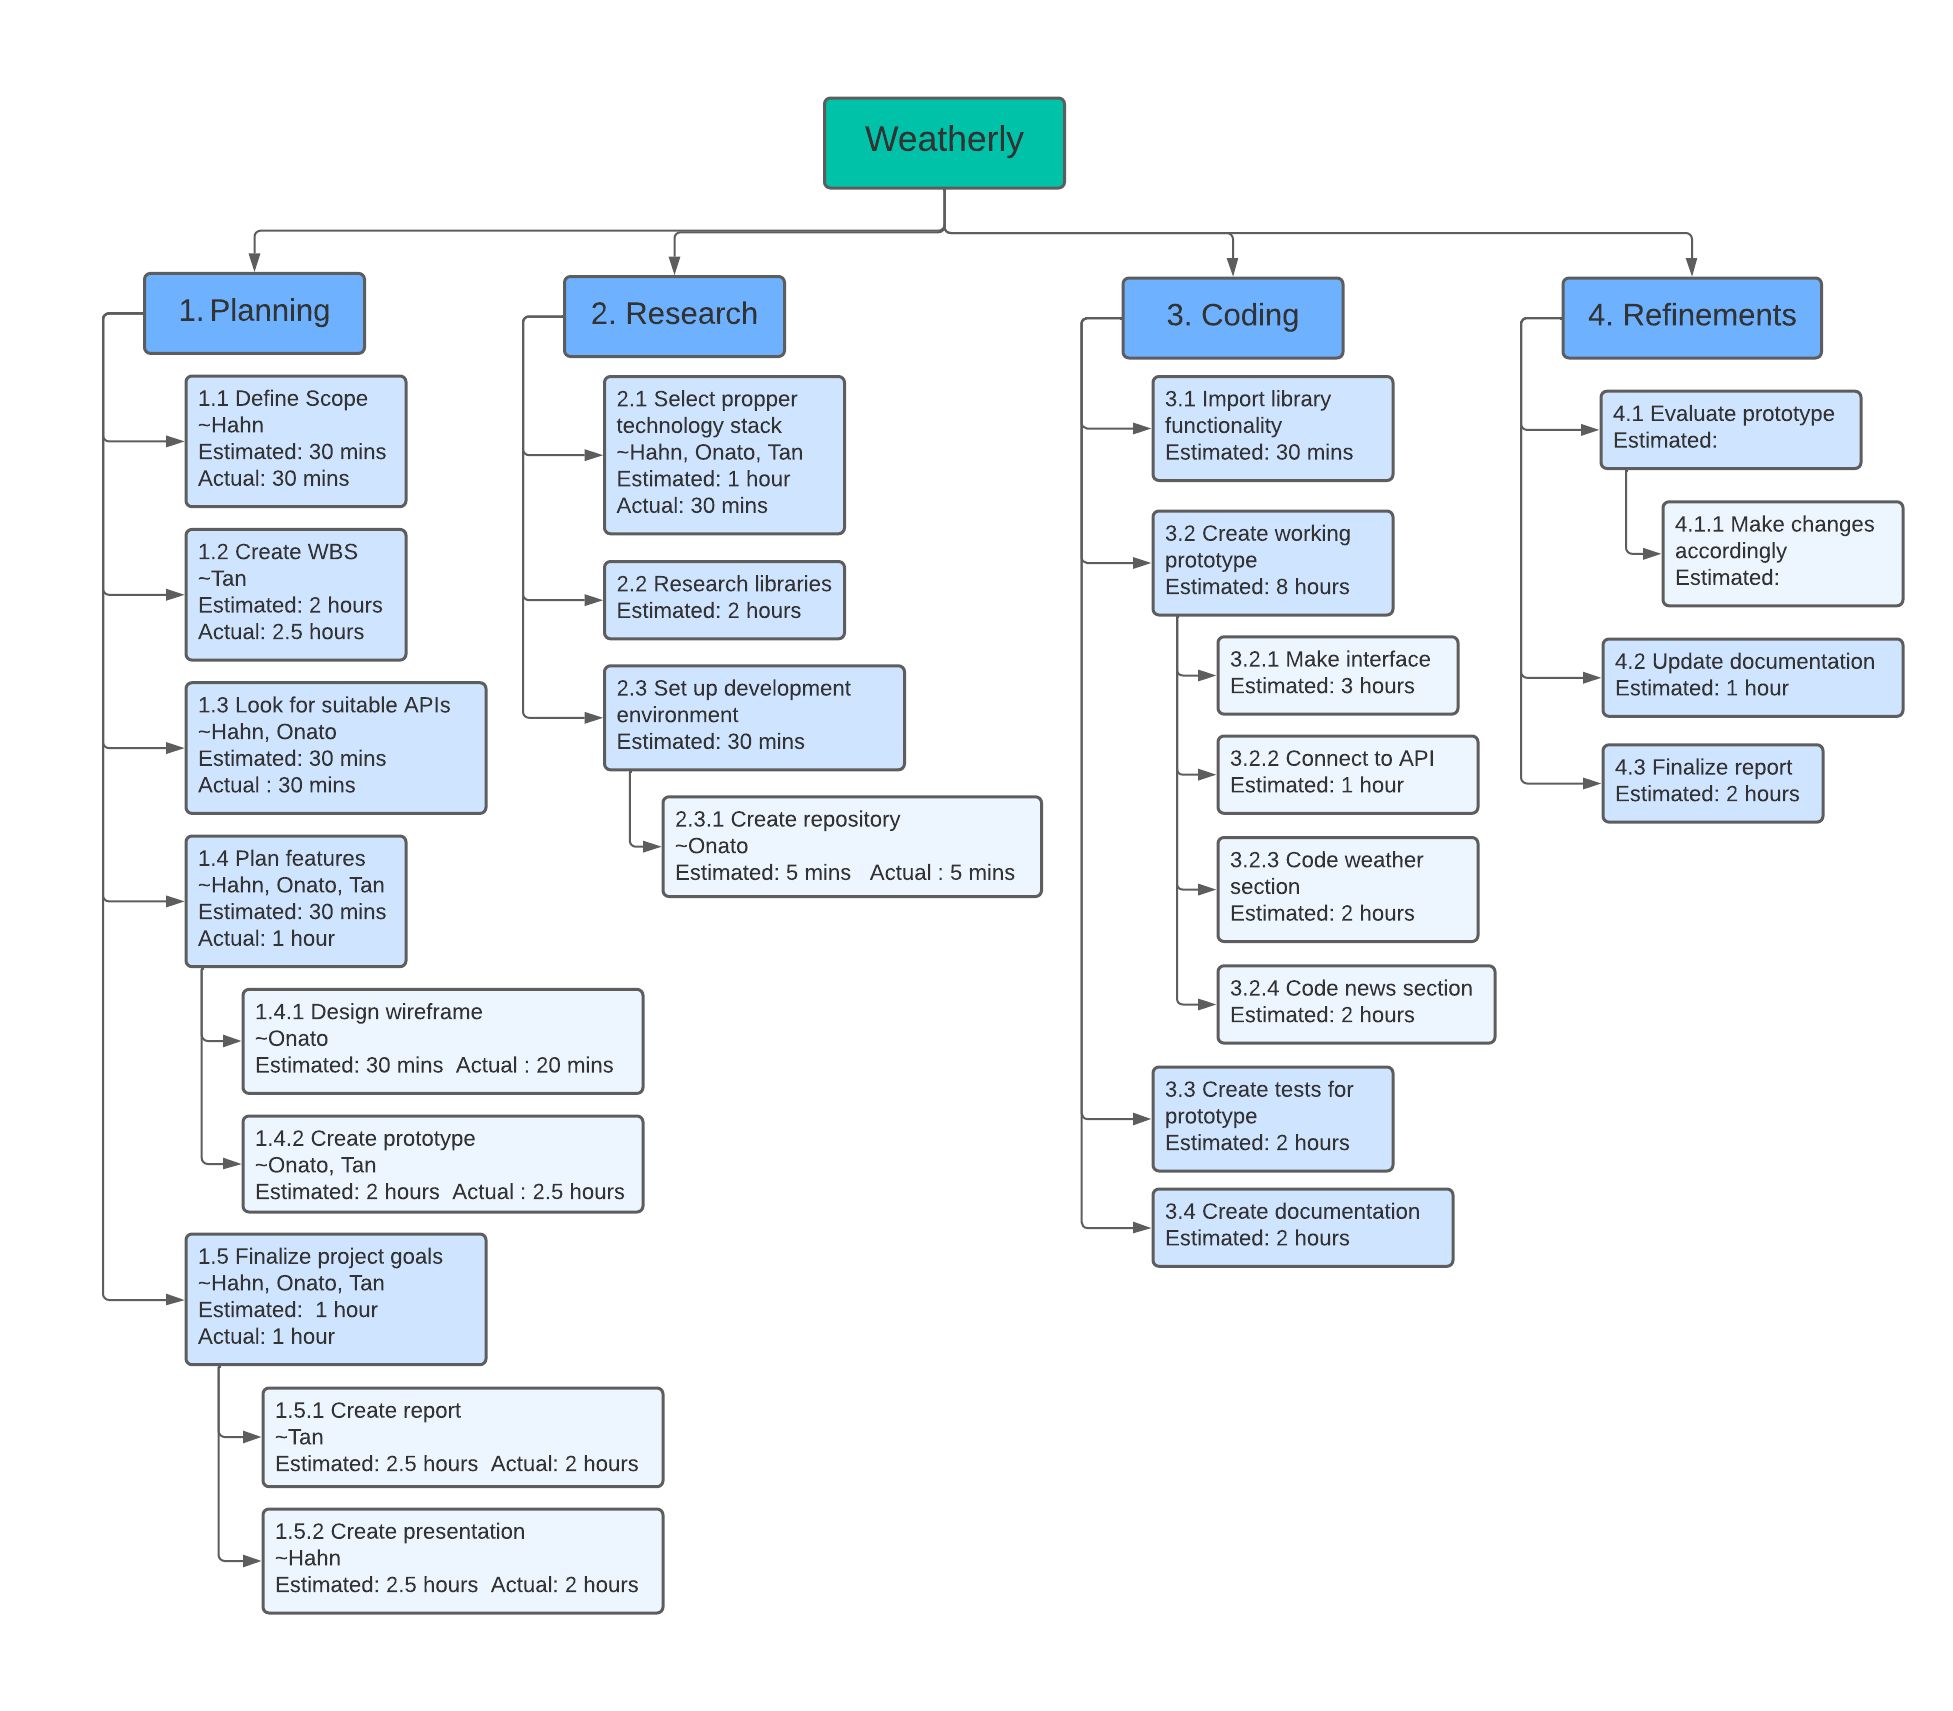 Weatherly
1. Planning
1.1 Define Scope
~Hahn
Estimated: 30 mins
Actual: 30 mins
1.2 Create WBS
~Tan
Estimated: 2 hours
Actual: 2.5 hours
1.3 Look for suitable APIs
~Hahn, Onato
Estimated: 30 mins
Actual : 30 mins
1.4 Plan features
~Hahn, Onato, Tan
Estimated: 30 mins
Actual: 1 hour
1.4.1 Design wireframe
~Onato
Estimated: 30 mins  Actual : 20 mins
1.4.2 Create prototype
~Onato, Tan
Estimated: 2 hours  Actual : 2.5 hours
1.5 Finalize project goals
~Hahn, Onato, Tan
Estimated:  1 hour
Actual: 1 hour
1.5.1 Create report
~Tan
Estimated: 2.5 hours  Actual: 2 hours
1.5.2 Create presentation
~Hahn
Estimated: 2.5 hours  Actual: 2 hours
2. Research
2.1 Select propper
technology stack
~Hahn, Onato, Tan
Estimated: 1 hour
Actual: 30 mins
2.2 Research libraries
Estimated: 2 hours
2.3 Set up development
environment
Estimated: 30 mins
2.3.1 Create repository
~Onato
Estimated: 5 mins   Actual : 5 mins
3. Coding
3.1 Import library
functionality
Estimated: 30 mins
3.2 Create working
prototype
Estimated: 8 hours
3.2.1 Make interface
Estimated: 3 hours
3.2.2 Connect to API
Estimated: 1 hour
3.2.3 Code weather
section
Estimated: 2 hours
3.2.4 Code news section
Estimated: 2 hours
3.3 Create tests for
prototype
Estimated: 2 hours
3.4 Create documentation
Estimated: 2 hours
4. Refinements
4.1 Evaluate prototype
Estimated:
4.1.1 Make changes
accordingly
Estimated:
4.2 Update documentation
Estimated: 1 hour
4.3 Finalize report
Estimated: 2 hours